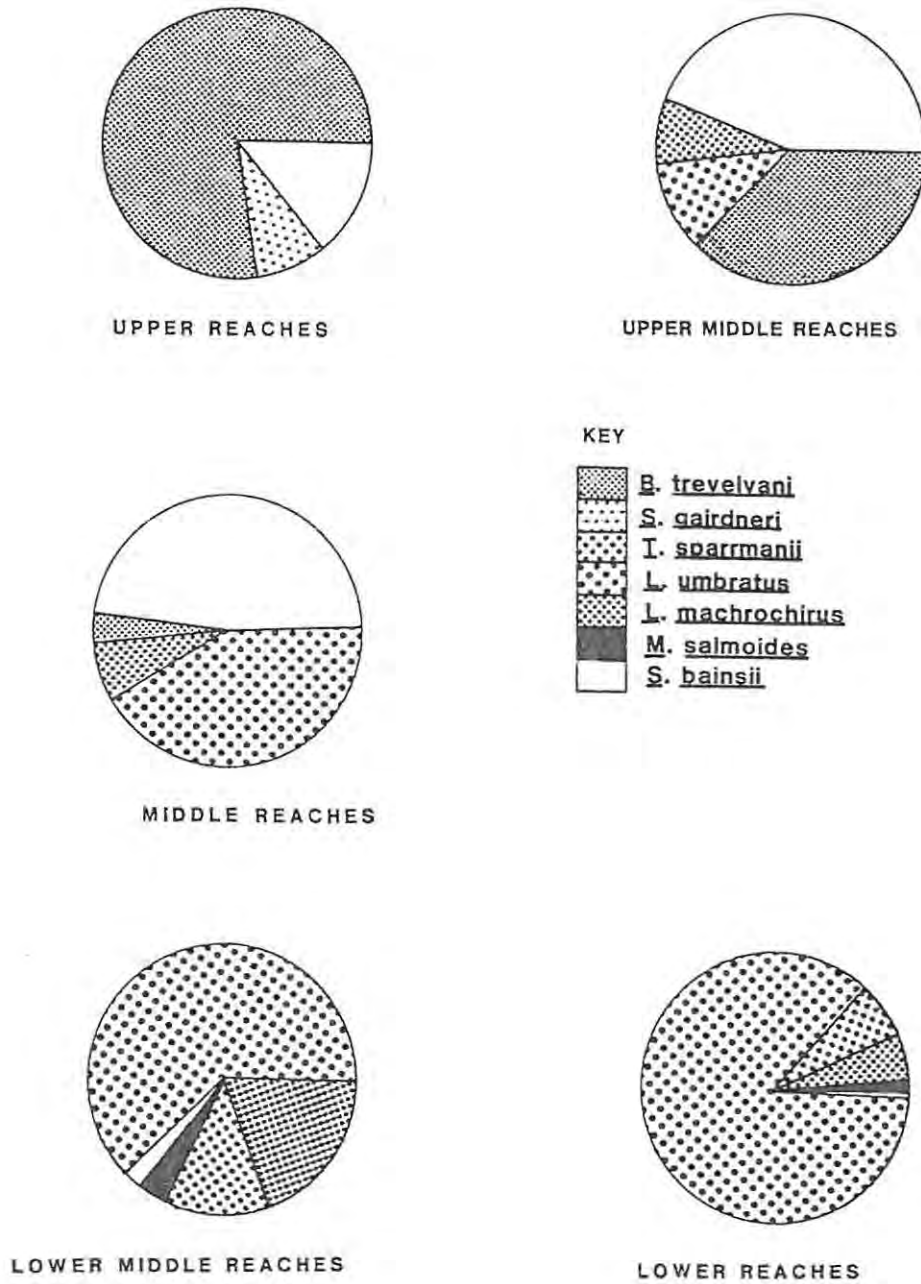 UPPER REACHES
UPPER MIDDLE REACHES
KEY
B. trevelvani
S. gairdneri
T. sparrmanii
L. umbratus
L. machrochirus
M. salmoides
S. bainsii
MIDDLE REACHES
LOWER MIDDLE REACHES
LOWER REACHES